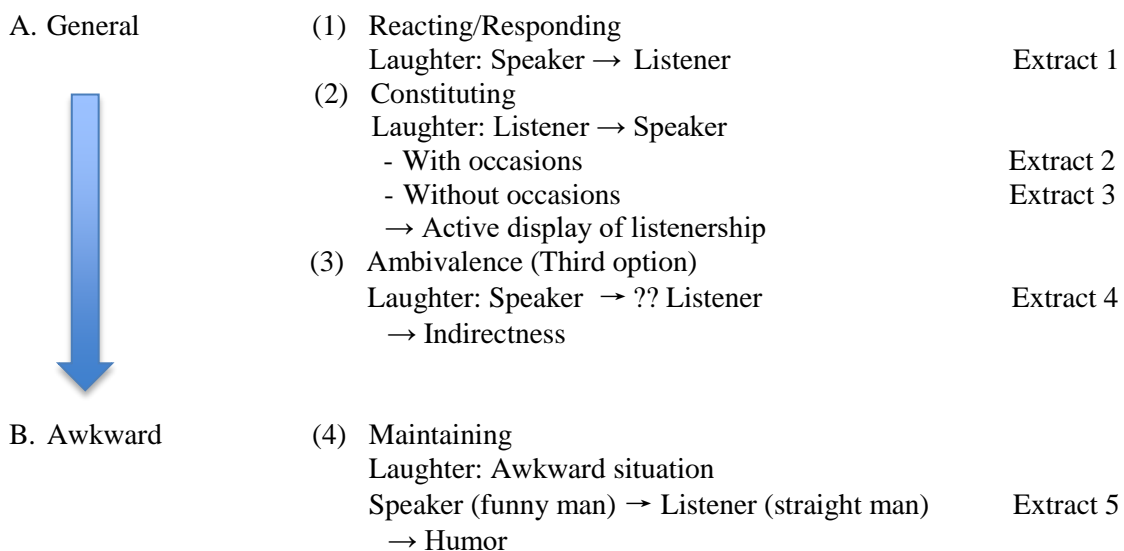 A. General (1) Reacting/Responding
Laughter: Speaker → Listener Extract 1
(2) Constituting
Laughter: Listener → Speaker
- With occasions Extract 2
- Without occasions Extract 3
→ Active display of listenership
(3) Ambivalence (Third option)
Laughter: Speaker → ?? Listener Extract 4
→ Indirectness
B. Awkward (4) Maintaining
Laughter: Awkward situation
Speaker (funny man) → Listener (straight man) Extract 5
→ Humor